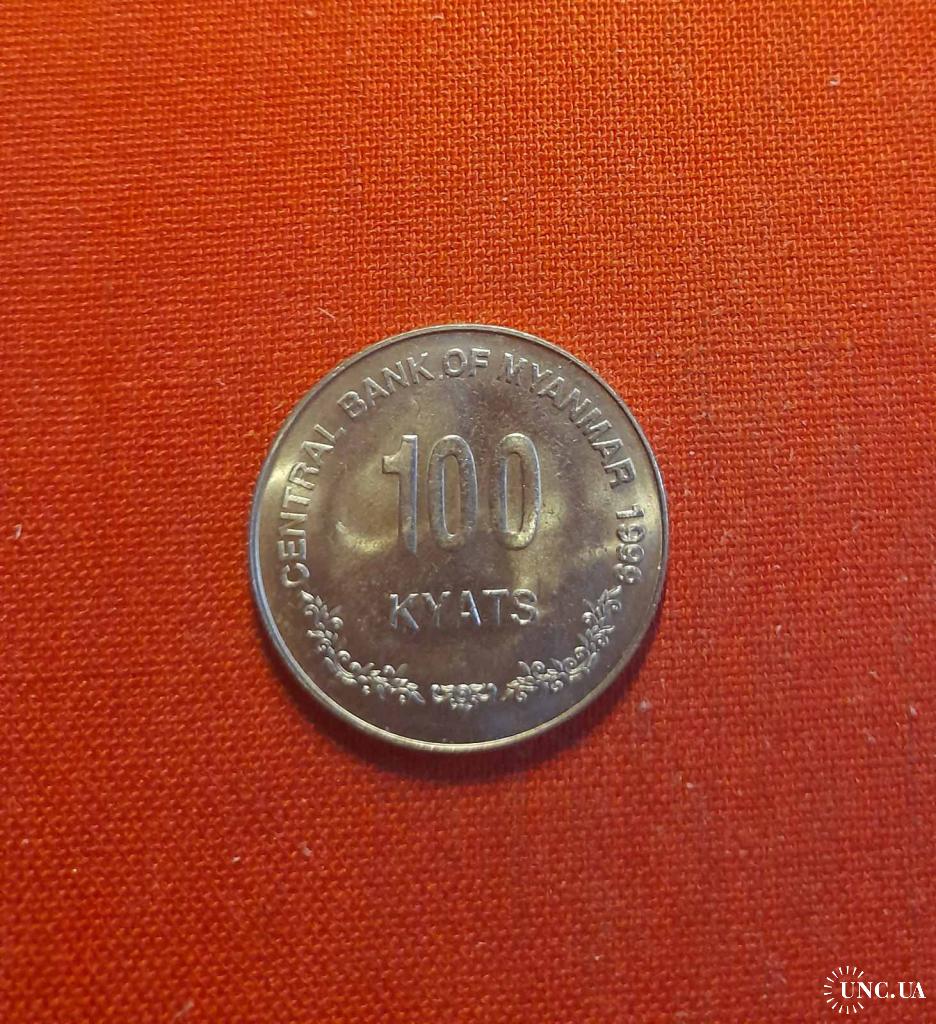 CENTRAL BANK OF MYANMAR 1999
100
KYATS
UNC.UA